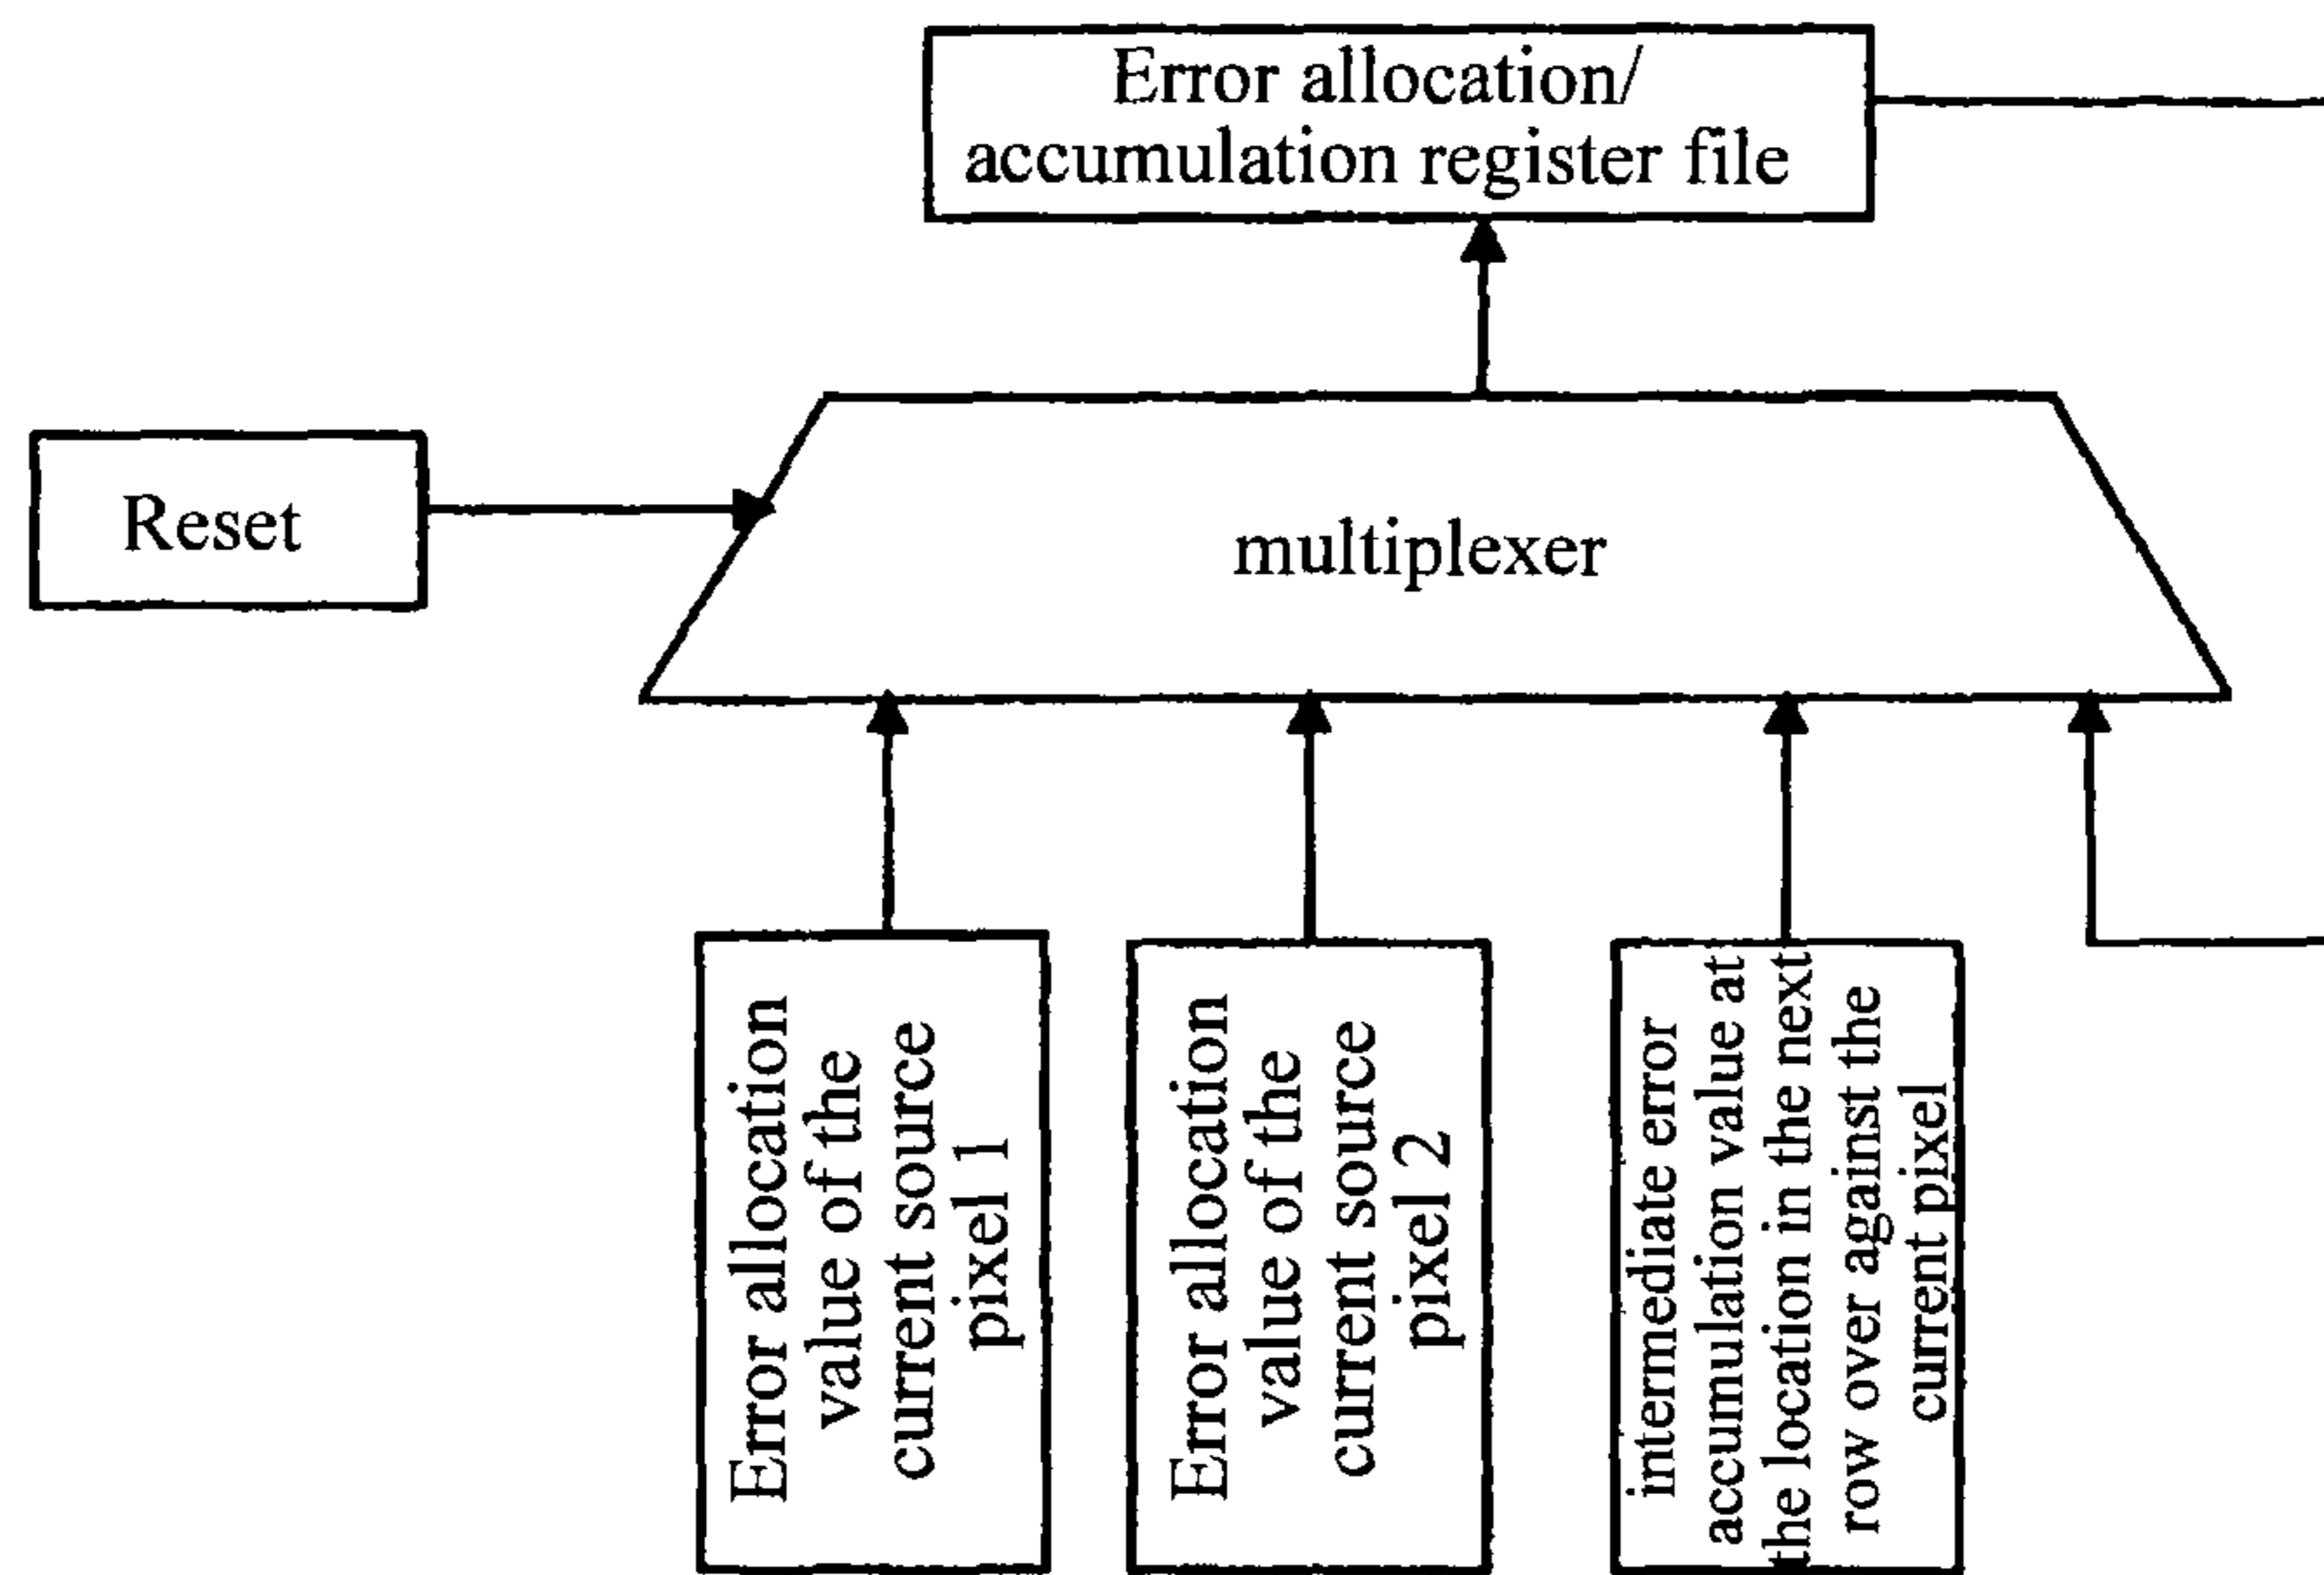 Error allocation/
accumulation register file
Reset
multiplexer
Error allocation
value of the
current source
pixel 1
Error allocation
value of the
current source
pixel 2
intermediate error
accumulation value at
the location in the next
row over against the
current pixel